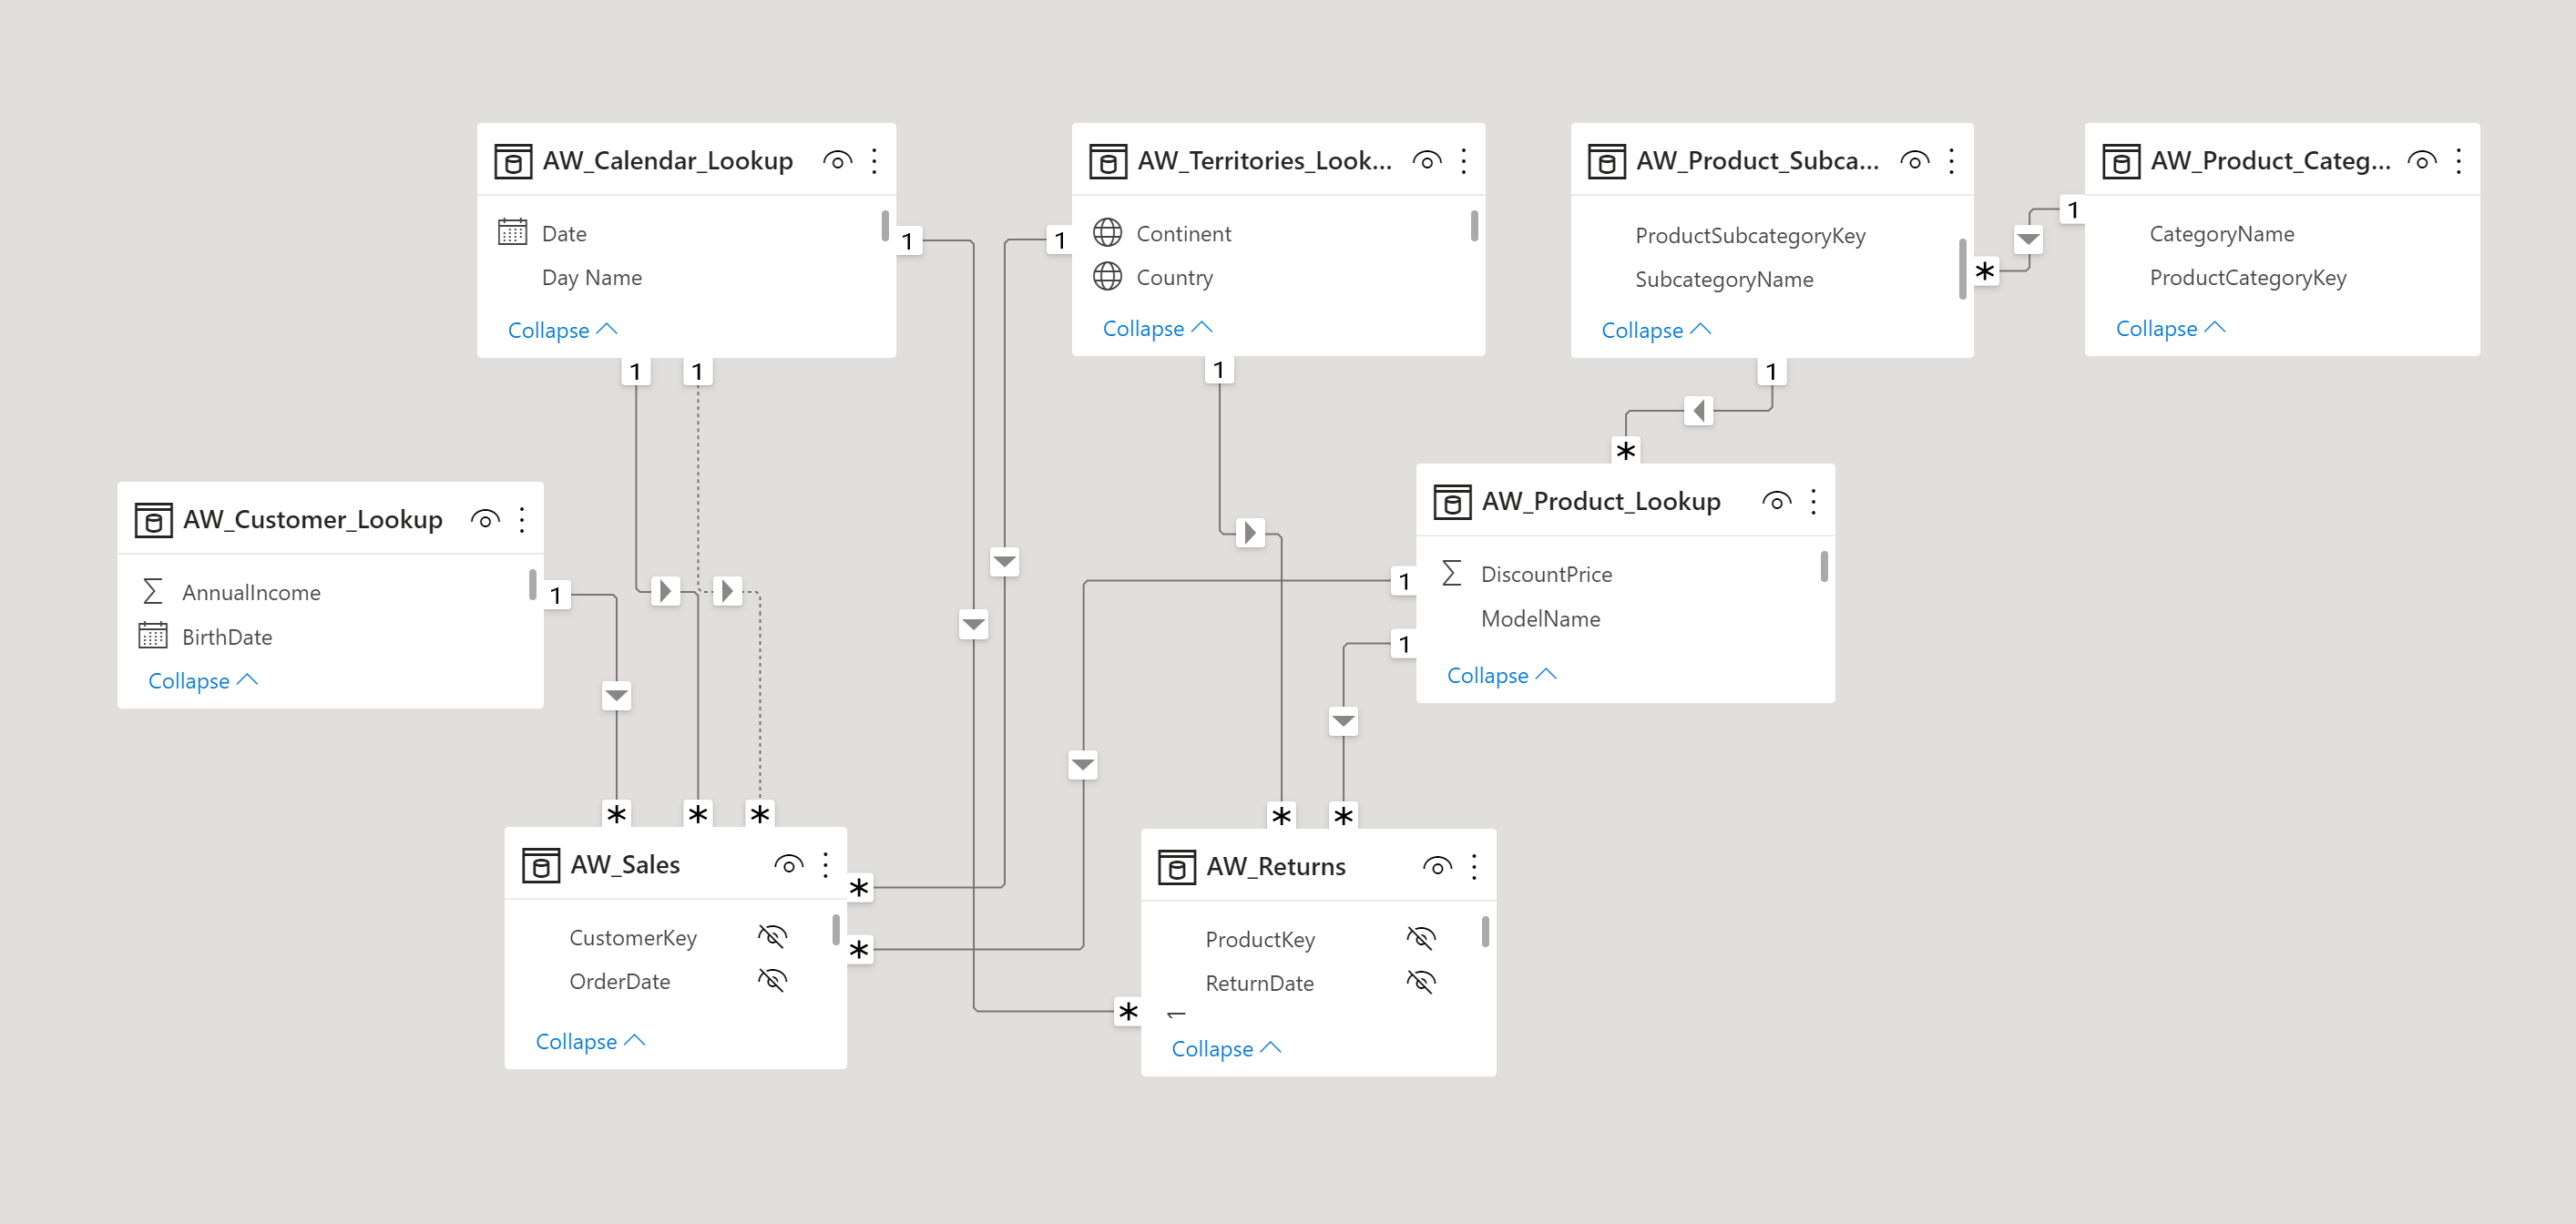 AW_Calendar_Lookup
Date
Day Name
Collapse
1
1
1
AW_Territories_Look...
Continent
Country
Collapse
1
1
AW_Product_Subca...
ProductSubcategoryKey
SubcategoryName
Collapse
*
1
AW_Product_Categ...
CategoryName
ProductCategoryKey
Collapse
1
AW_Customer_Lookup
AnnualIncome
BirthDate
Collapse
1
*
AW_Product_Lookup
DiscountPrice
ModelName
Collapse
1
1
* * *
AW_Sales
CustomerKey
OrderDate
Collapse
*
*
* *
AW_Returns
ProductKey
ReturnDate
Collapse
*